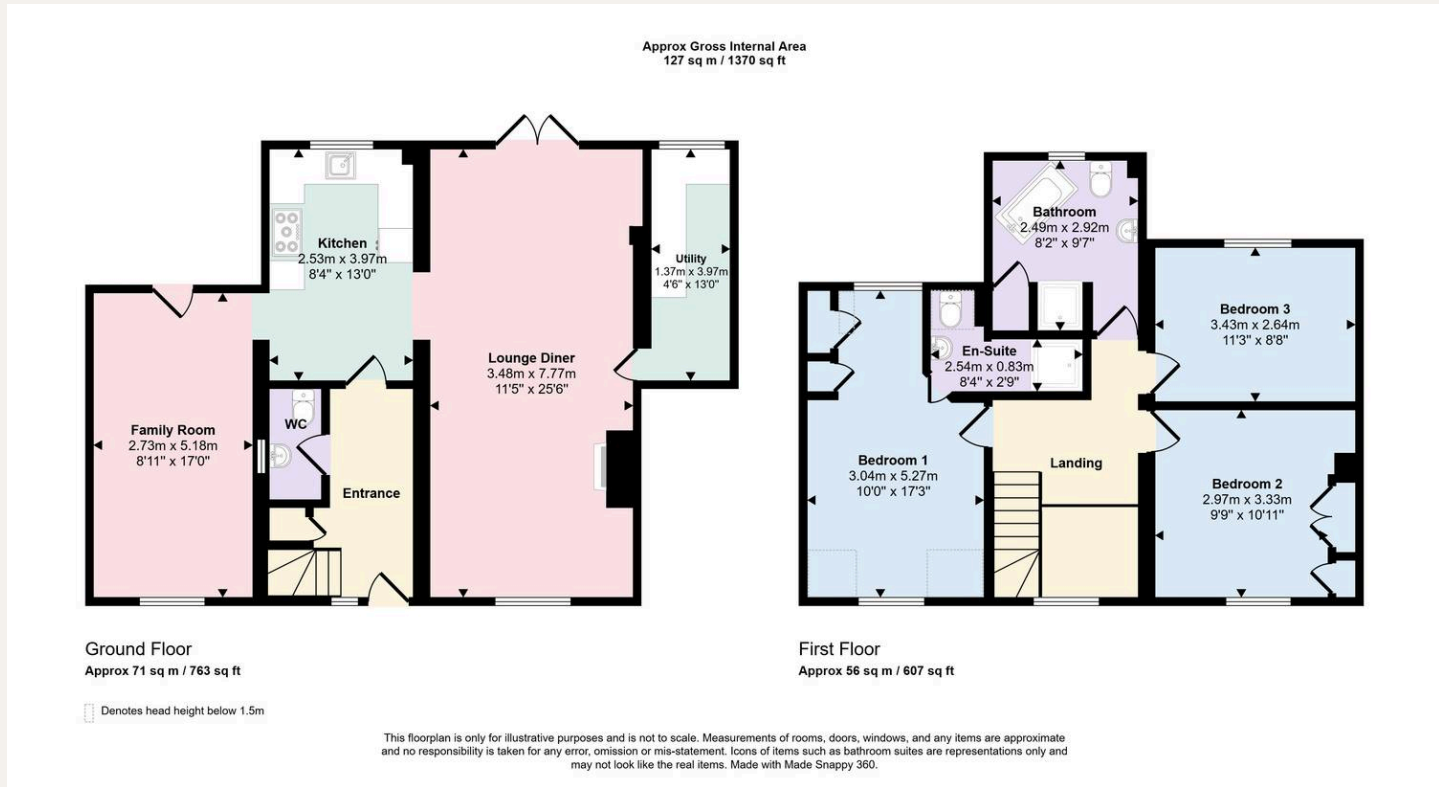 Approx Gross Internal Area
127 sq m / 1370 sq ft
Kitchen
2.53m x 3.97m
8'4" x 13'0"
Utility
1.37m x 3.97m
4'6" x 13'0"
Lounge Diner
3.48m x 7.77m
11'5" x 25'6"
Family Room
2.73m x 5.18m
8'11" x 17'0"
WC
Entrance
Bathroom
2.49m x 2.92m
8'2" x 9'7"
Bedroom 3
3.43m x 2.64m
11'3" x 8'8"
En-Suite
2.54m x 0.83m
8'4" x 2'9"
Bedroom 1
3.04m x 5.27m
10'0" x 17'3"
Landing
Bedroom 2
2.97m x 3.33m
9'9" x 10'11"
Ground Floor
Approx 71 sq m / 763 sq ft
First Floor
Approx 56 sq m / 607 sq ft
Denotes head height below 1.5m
This floorplan is only for illustrative purposes and is not to scale. Measurements of rooms, doors, windows, and any items are approximate
and no responsibility is taken for any error, omission or mis-statement. Icons of items such as bathroom suites are representations only and
may not look like the real items. Made with Made Snappy 360.